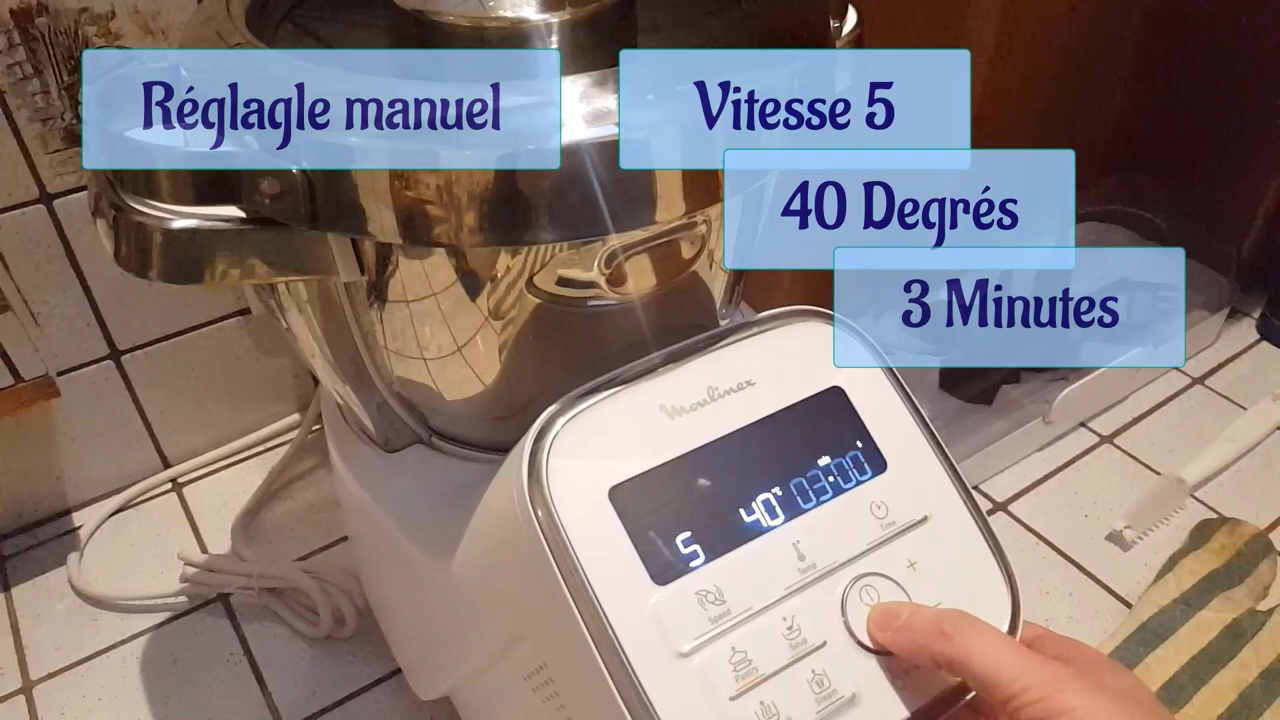 Réglagle manuel
Vitesse 5
40 Degrés
3 Minutes
Moulinex
5 40° 03:00
Time
Temp
Speed
Soup
Pastry
Steam